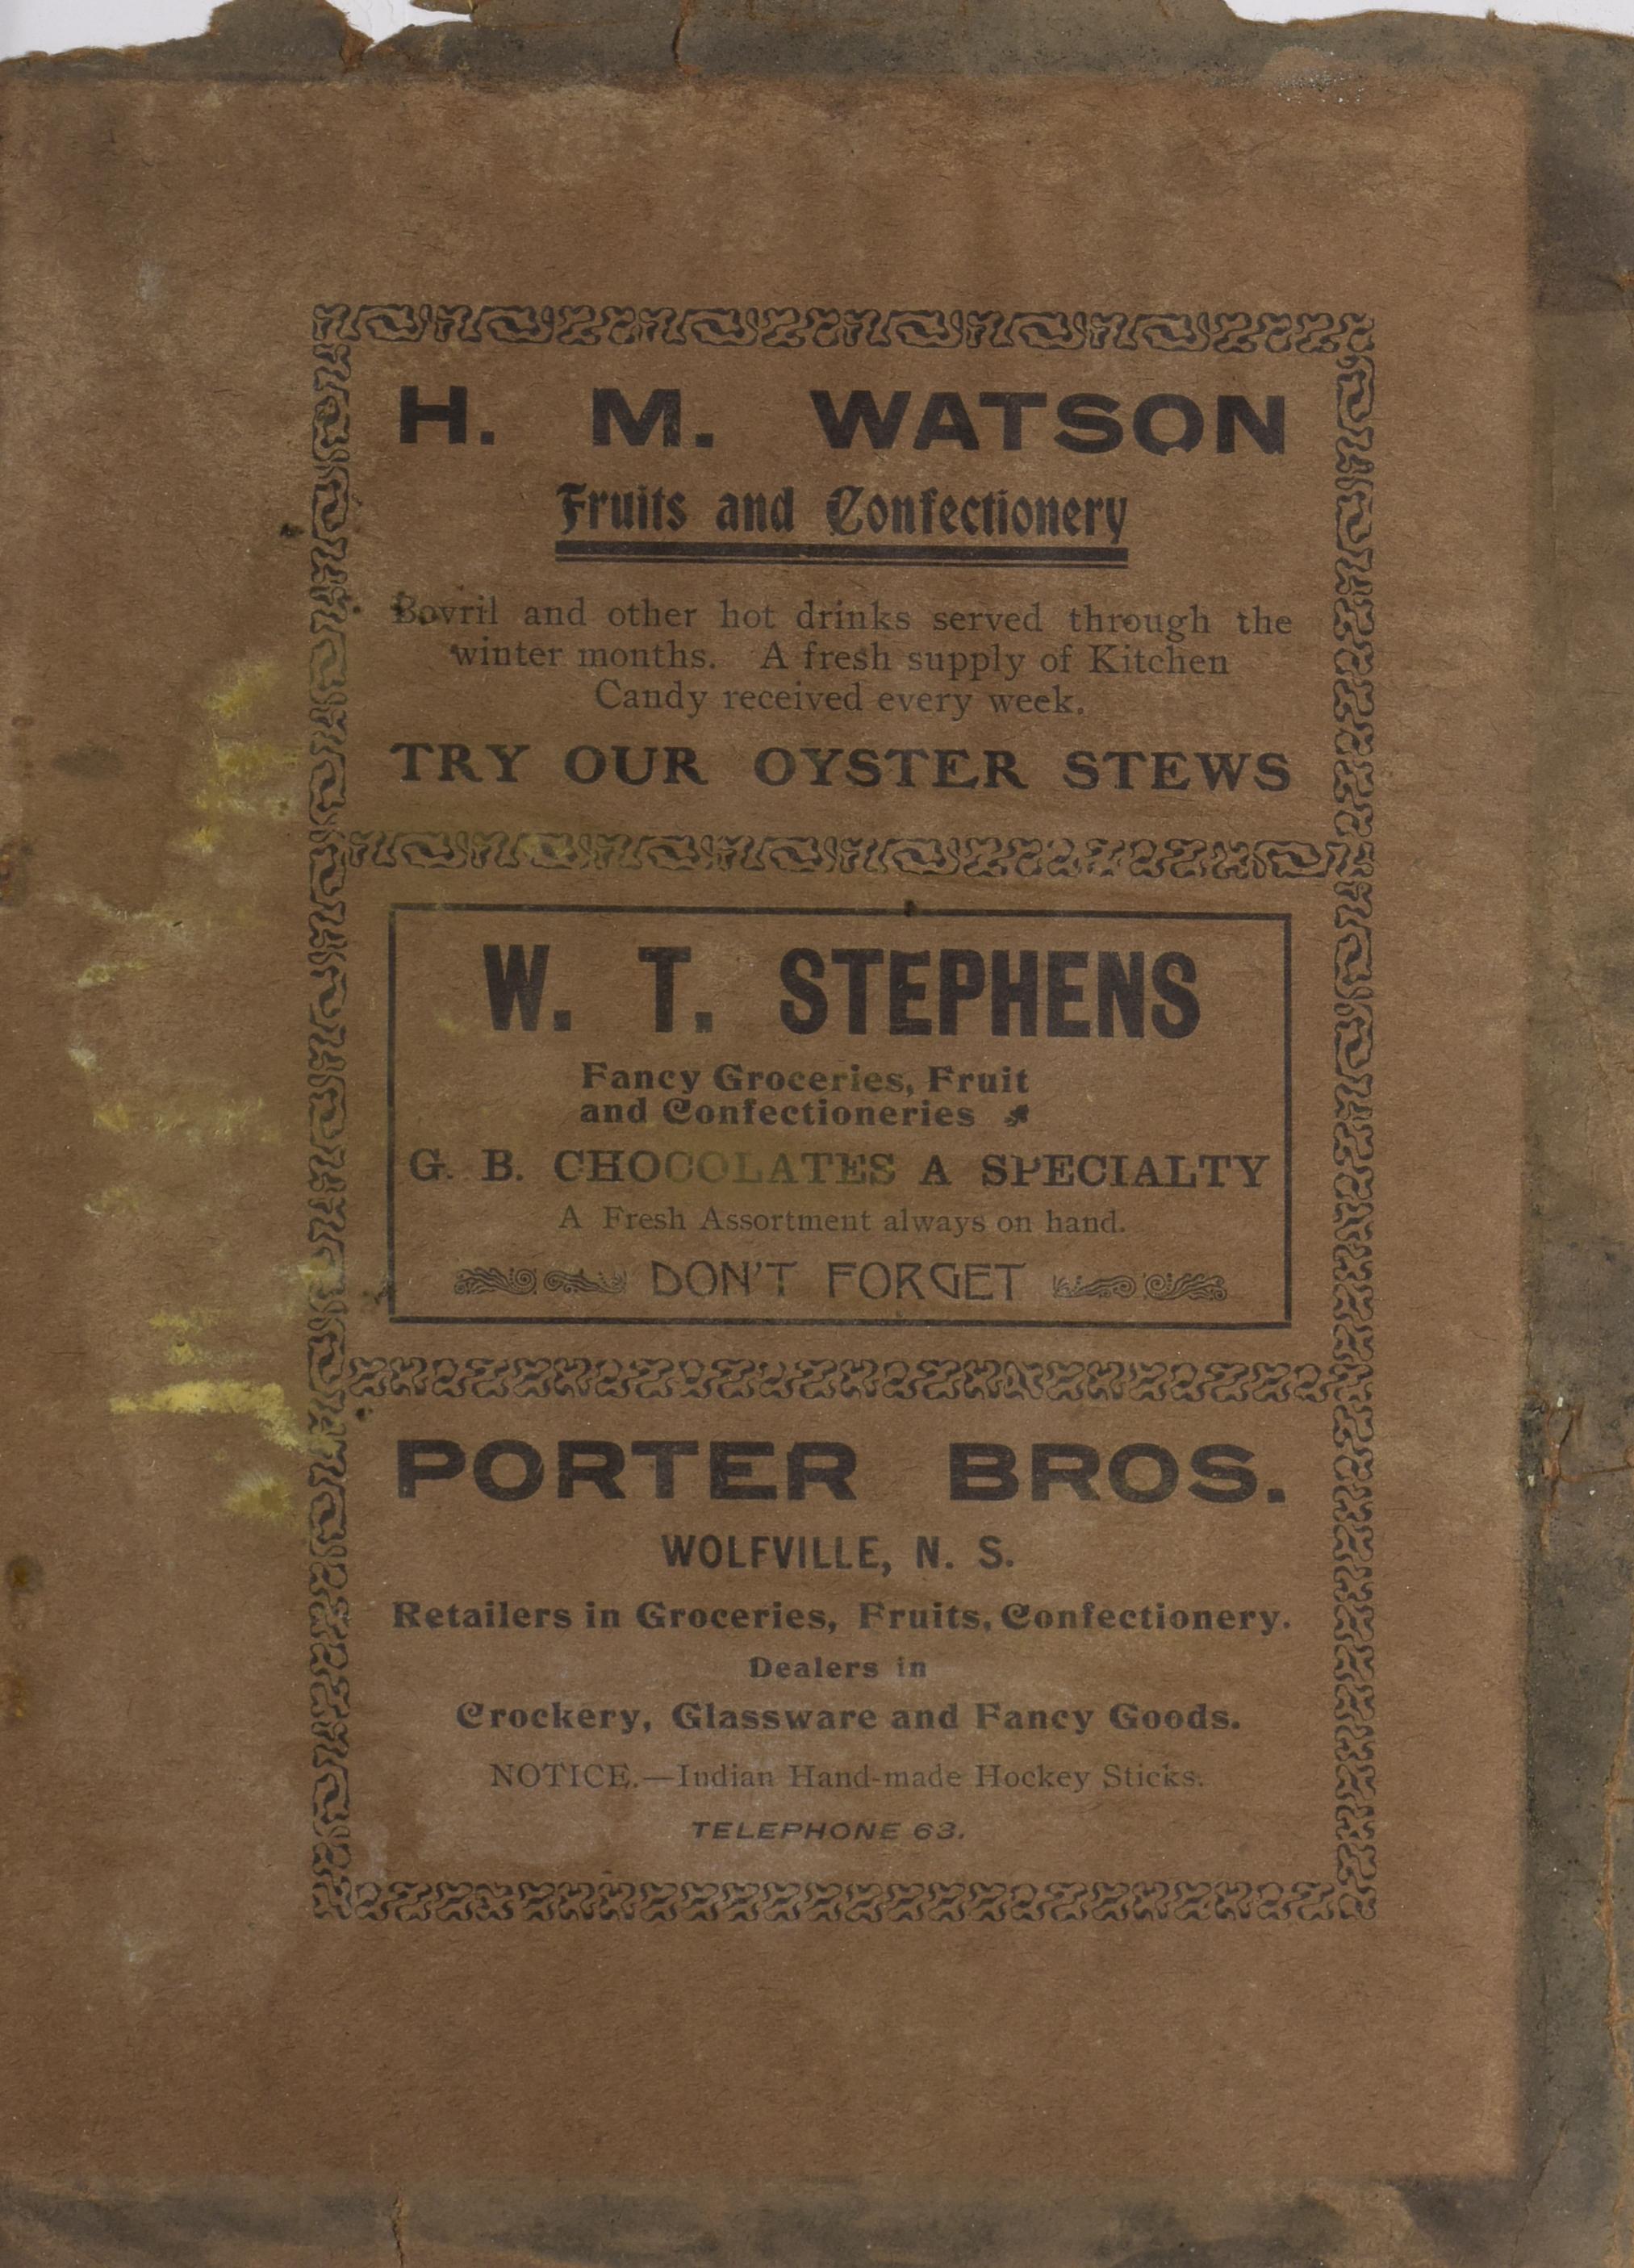 H. M. WATSON
Fruits and Confectionery
Bovril and other hot drinks served through the
winter months. A fresh supply of Kitchen
Candy received every week.
TRY OUR OYSTER STEWS
W. T. STEPHENS
Fancy Groceries, Fruit
and Confectioneries
G. B. CHOCOLATES A SPECIALTY
A Fresh Assortment always on hand.
DON'T FORGET
PORTER BROS.
WOLFVILLE, N. S.
Retailers in Groceries, Fruits, Confectionery.
Dealers in
Crockery, Glassware and Fancy Goods.
NOTICE.—Indian Hand-made Hockey Sticks.
TELEPHONE 63.